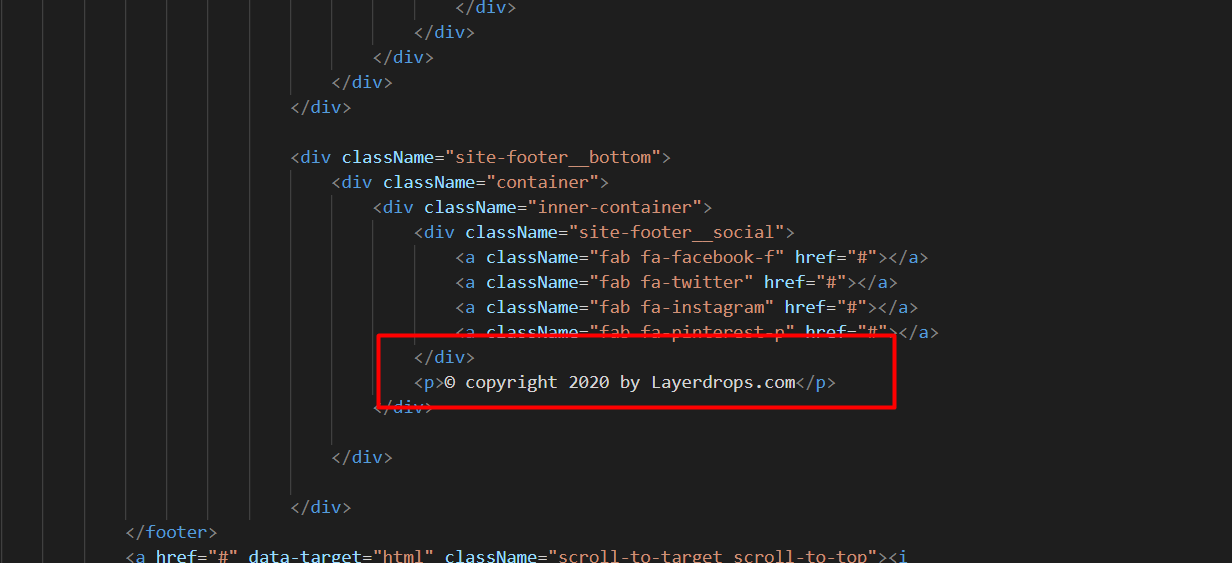 </div>
</div>
</div>
</div>
</div>
<div className="site-footer__bottom">
<div className="container">
<div className="inner-container">
<div className="site-footer__social">
<a className="fab fa-facebook-f" href="#"></a>
<a className="fab fa-twitter" href="#"></a>
<a className="fab fa-instagram" href="#"></a>
<a className="fab fa-pinterest-p" href="#"></a>
</div>
<p>© copyright 2020 by Layerdrops.com</p>
</div>
</div>
</div>
</footer>
<a href="#" data-target="html" className="scroll-to-target scroll-to-top"><i